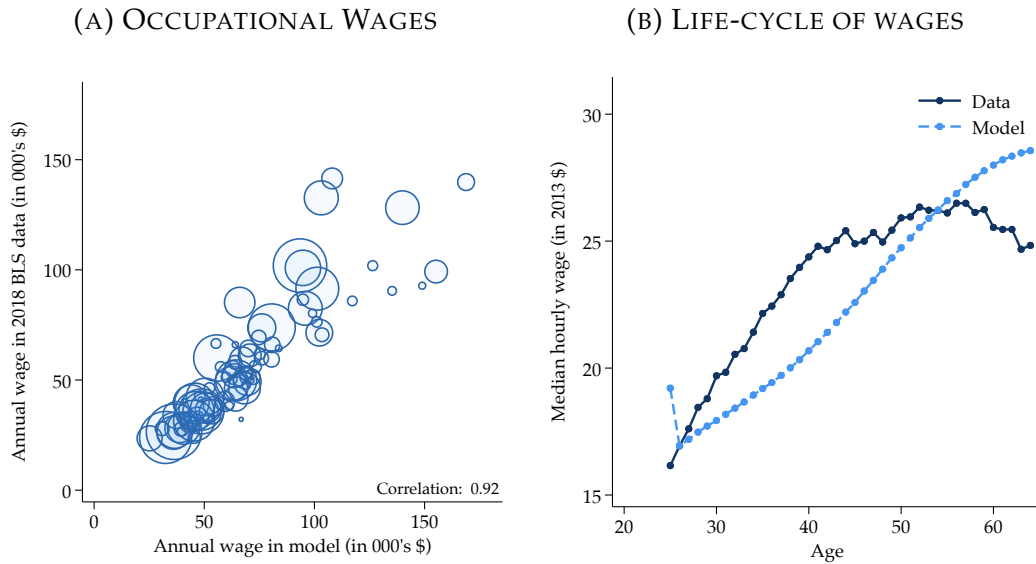 (A) OCCUPATIONAL WAGES
Annual wage in 2018 BLS data (in 000's $)
150
100
50
0
Correlation: 0.92
0 50 100 150
Annual wage in model (in 000's $)
(B) LIFE-CYCLE OF WAGES
Median hourly wage (in 2013 $)
30
25
20
15
Data
Model
20 30 40 50 60
Age